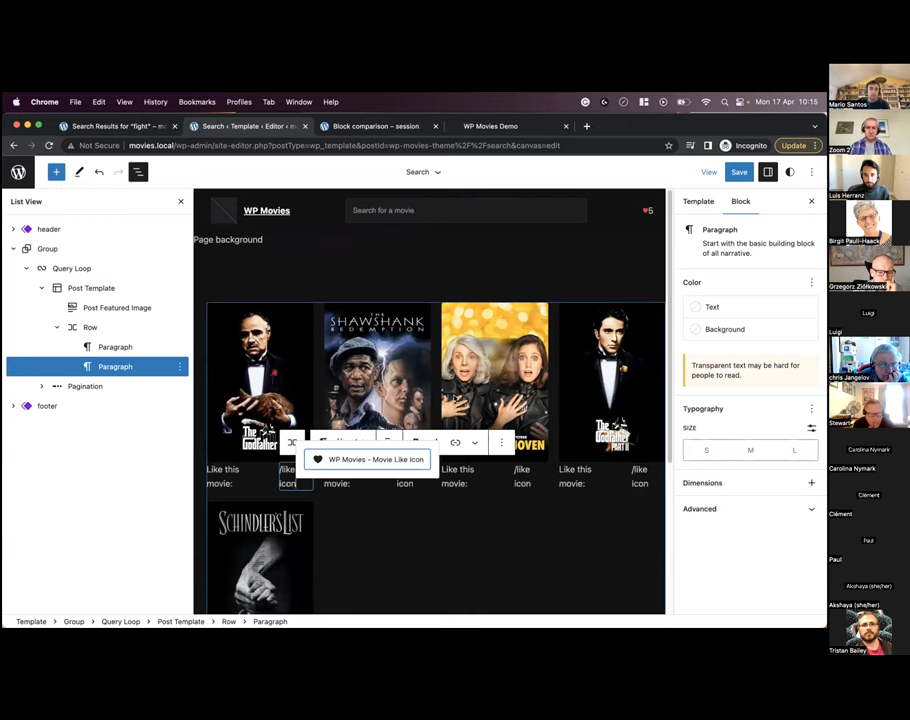 Chrome File Edit View History Bookmarks Profiles Tab Window Help Mon 17 Apr 10:15
Search Results for "fight" – m Search ‹ Template ‹ Editor ‹ m Block comparison – session WP Movies Demo
Not Secure movies.local/wp-admin/site-editor.php?postType=wp_template&postId=wp-movies-theme%2F%2Fsearch&canvas=edit Incognito Update
Search View Save
List View
header
Group
Query Loop
Post Template
Post Featured Image
Row
Paragraph
Paragraph
Pagination
footer
WP Movies Search for a movie 5
Page background
The Godfather
THE SHAWSHANK REDEMPTION
OVEN
The Godfather PART II
WP Movies - Movie Like Icon
Like this movie:
/like icon
Like this movie:
icon
Like this movie:
/like icon
Like this movie:
/like icon
SCHINDLER'S LIST
Template Block
Paragraph
Start with the basic building block
of all narrative.
Color
Text
Background
Transparent text may be hard for
people to read.
Typography
SIZE
S M L
Dimensions
Advanced
Template › Group › Query Loop › Post Template › Row › Paragraph
Mario Santos
Zoom 2
Luis Herranz
Birgit Pauli-Haack
Grzegorz Ziółkowski
Luigi
Luigi
chris Jangelov
Stewart
Carolina Nymark
Carolina Nymark
Clément
Clément
Paul
Paul
Akshaya (she/her)
Akshaya (she/her)
Tristan Bailey